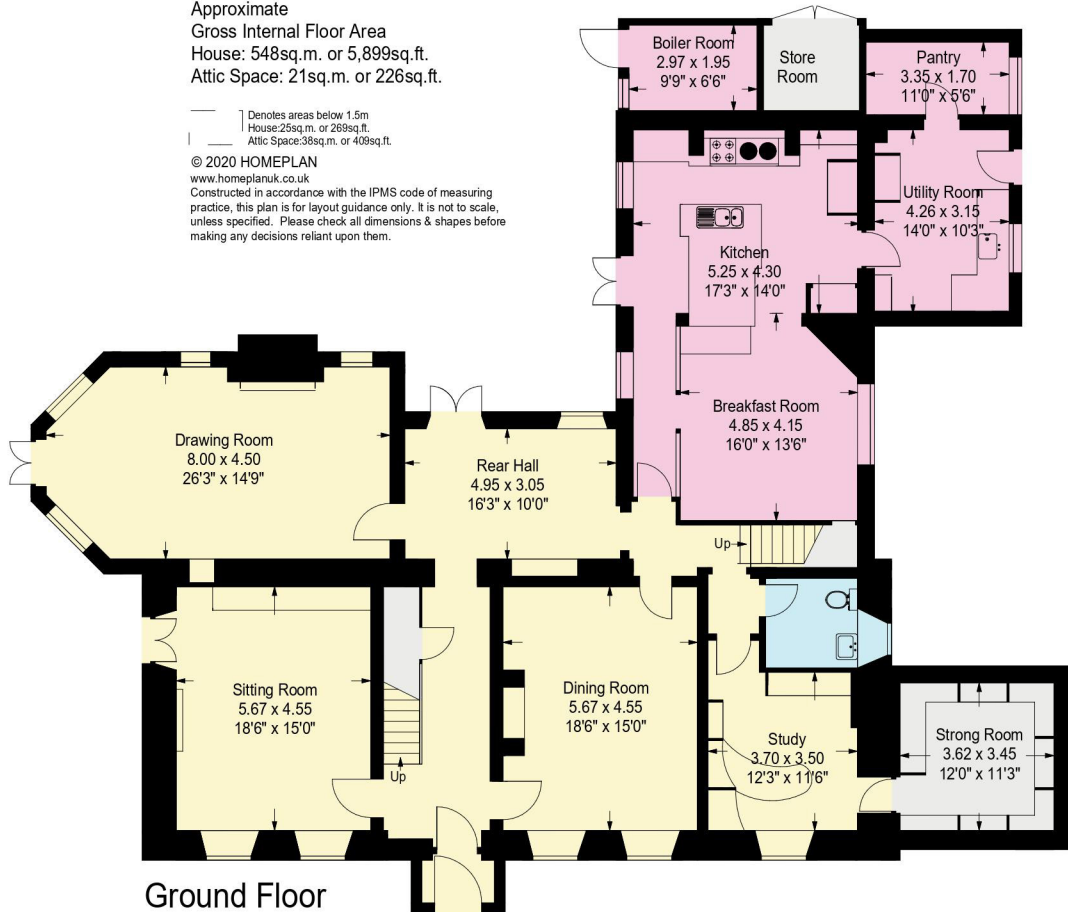 Approximate
Gross Internal Floor Area
House: 548sq.m. or 5,899sq.ft.
Attic Space: 21sq.m. or 226sq.ft.
Denotes areas below 1.5m
House:25sq.m. or 269sq.ft.
Attic Space:38sq.m. or 409sq.ft.
© 2020 HOMEPLAN
www.homeplanuk.co.uk
Constructed in accordance with the IPMS code of measuring
practice, this plan is for layout guidance only. It is not to scale,
unless specified. Please check all dimensions & shapes before
making any decisions reliant upon them.
Boiler Room
2.97 x 1.95
9'9" x 6'6"
Store
Room
Pantry
3.35 x 1.70
11'0" x 5'6"
Utility Room
4.26 x 3.15
14'0" x 10'3"
Kitchen
5.25 x 4.30
17'3" x 14'0"
Breakfast Room
4.85 x 4.15
16'0" x 13'6"
Drawing Room
8.00 x 4.50
26'3" x 14'9"
Rear Hall
4.95 x 3.05
16'3" x 10'0"
Up
Sitting Room
5.67 x 4.55
18'6" x 15'0"
Up
Dining Room
5.67 x 4.55
18'6" x 15'0"
Study
3.70 x 3.50
12'3" x 11'6"
Strong Room
3.62 x 3.45
12'0" x 11'3"
Ground Floor